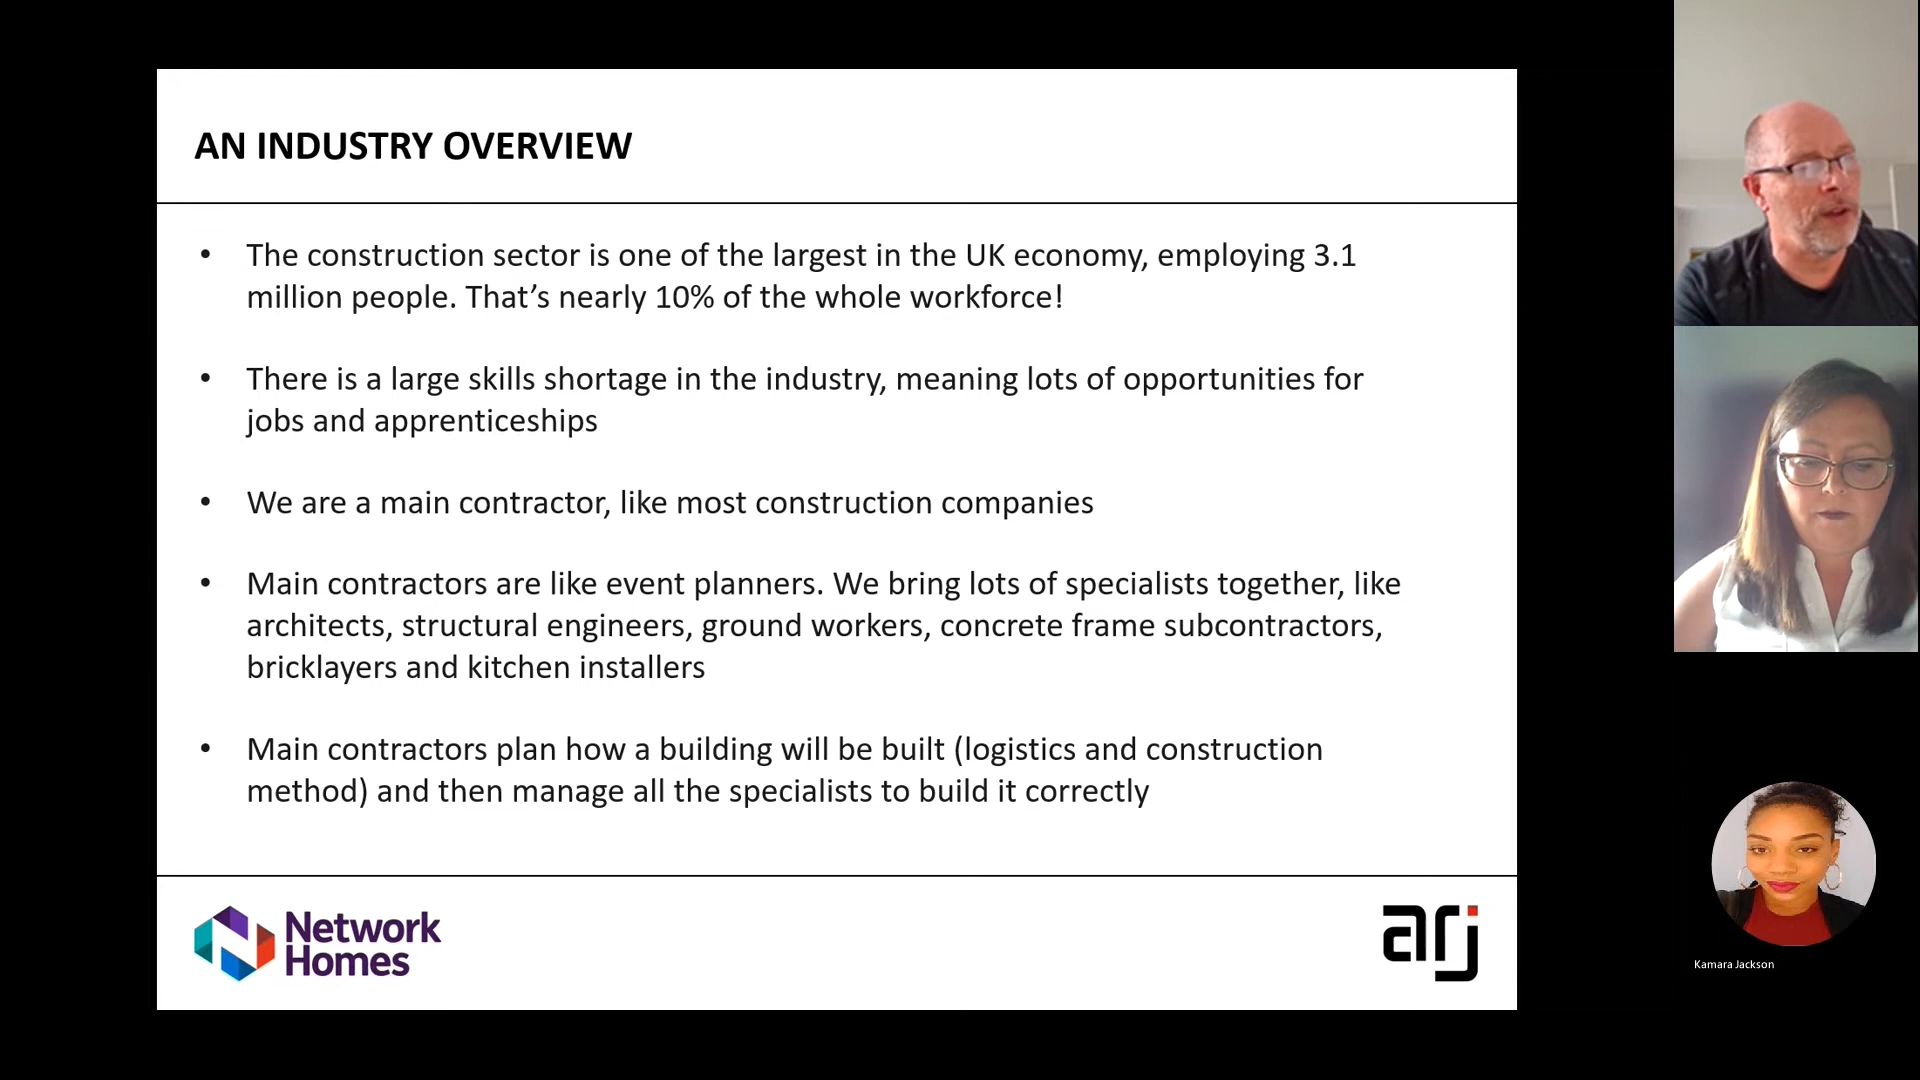 AN INDUSTRY OVERVIEW
• The construction sector is one of the largest in the UK economy, employing 3.1
million people. That’s nearly 10% of the whole workforce!
• There is a large skills shortage in the industry, meaning lots of opportunities for
jobs and apprenticeships
• We are a main contractor, like most construction companies
• Main contractors are like event planners. We bring lots of specialists together, like
architects, structural engineers, ground workers, concrete frame subcontractors,
bricklayers and kitchen installers
• Main contractors plan how a building will be built (logistics and construction
method) and then manage all the specialists to build it correctly
Network
Homes
arj
Kamara Jackson